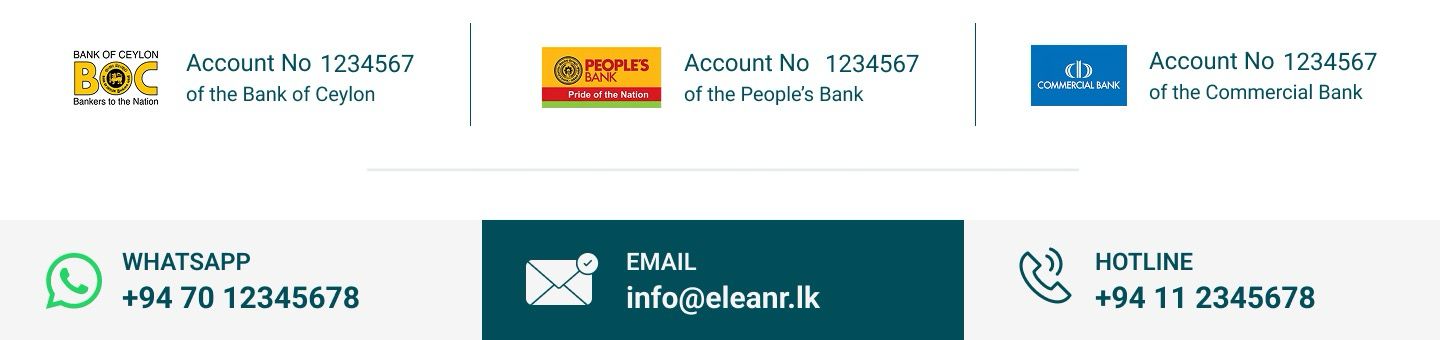 BANK OF CEYLON
BOC
Bankers to the Nation
Account No 1234567
of the Bank of Ceylon
PEOPLE'S
BANK
Pride of the Nation
Account No 1234567
of the People's Bank
COMMERCIAL BANK
Account No 1234567
of the Commercial Bank
WHATSAPP
+94 70 12345678
EMAIL
info@eleanr.lk
HOTLINE
+94 11 2345678